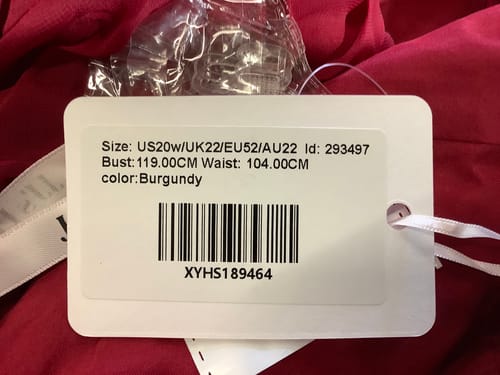 Size: US20w/UK22/EU52/AU22 Id: 293497
Bust:119.00CM Waist: 104.00CM
color:Burgundy
XYHS189464